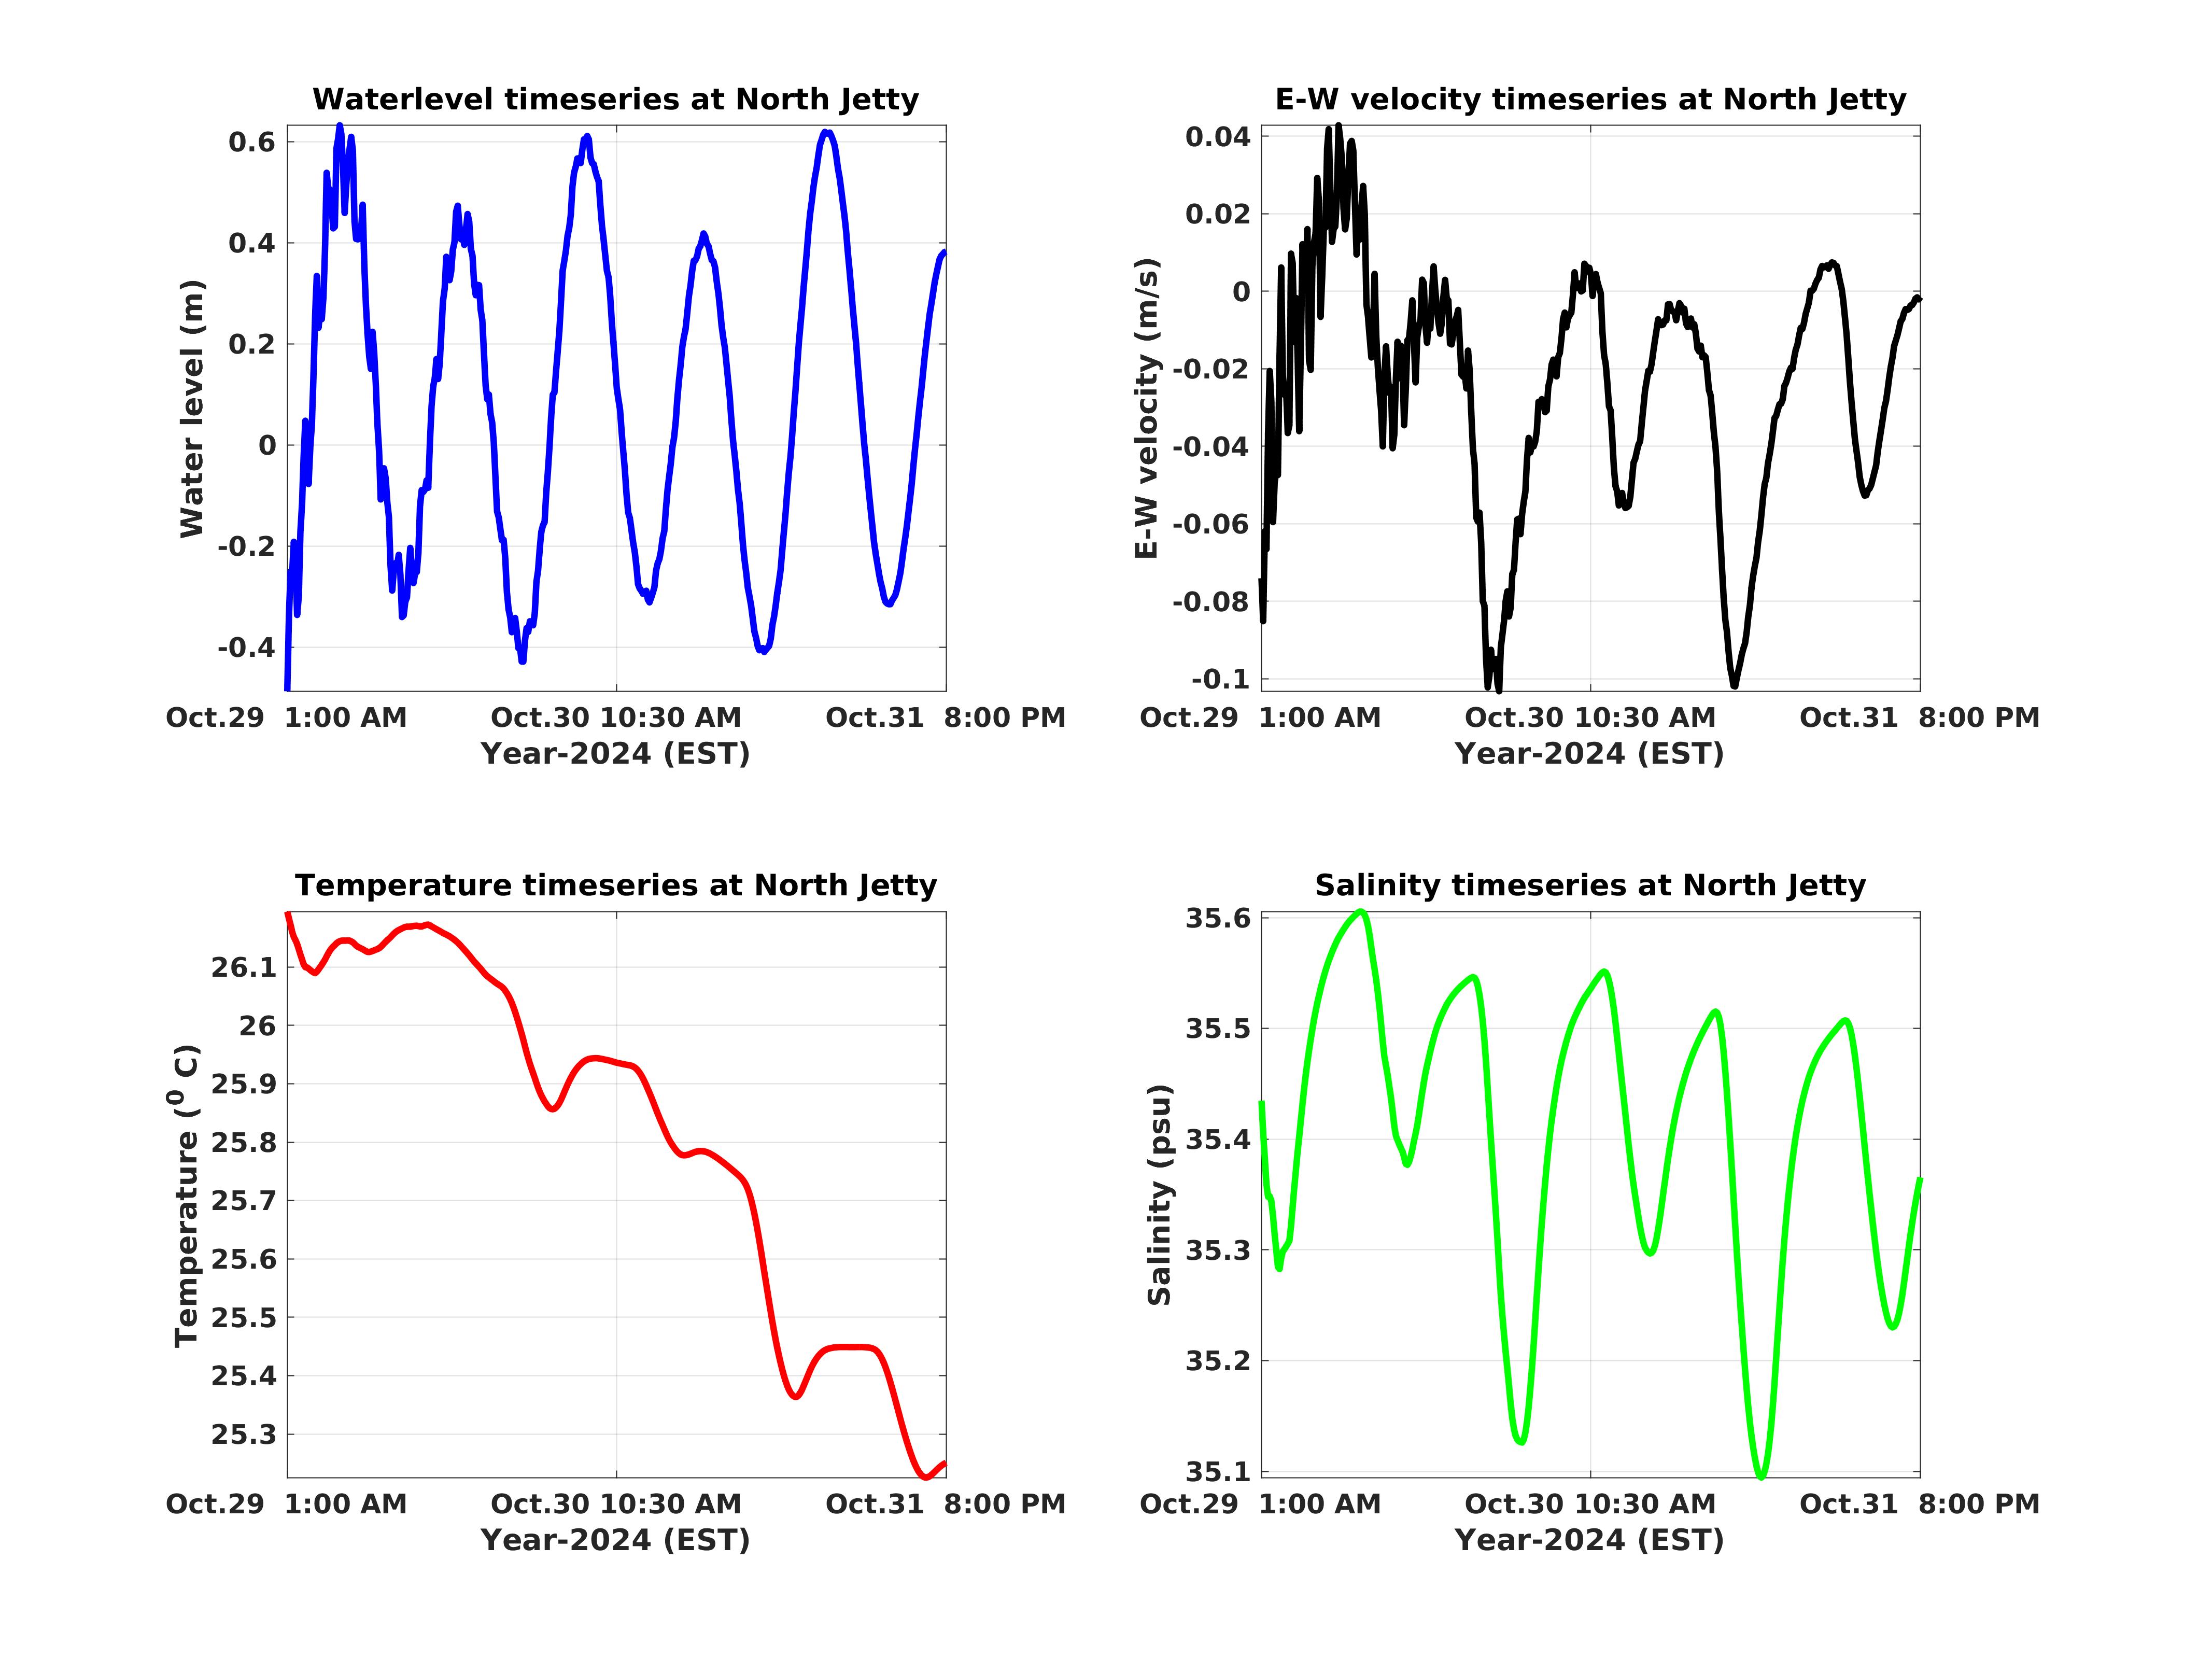 Waterlevel timeseries at North Jetty
0.6
0.4
0.2
0
-0.2
-0.4
Water level (m)
Oct.29 1:00 AM Oct.30 10:30 AM Oct.31 8:00 PM
Year-2024 (EST)
E-W velocity timeseries at North Jetty
0.04
0.02
0
-0.02
-0.04
-0.06
-0.08
-0.1
E-W velocity (m/s)
Oct.29 1:00 AM Oct.30 10:30 AM Oct.31 8:00 PM
Year-2024 (EST)
Temperature timeseries at North Jetty
26.1
26
25.9
25.8
25.7
25.6
25.5
25.4
25.3
Temperature (⁰ C)
Oct.29 1:00 AM Oct.30 10:30 AM Oct.31 8:00 PM
Year-2024 (EST)
Salinity timeseries at North Jetty
35.6
35.5
35.4
35.3
35.2
35.1
Salinity (psu)
Oct.29 1:00 AM Oct.30 10:30 AM Oct.31 8:00 PM
Year-2024 (EST)